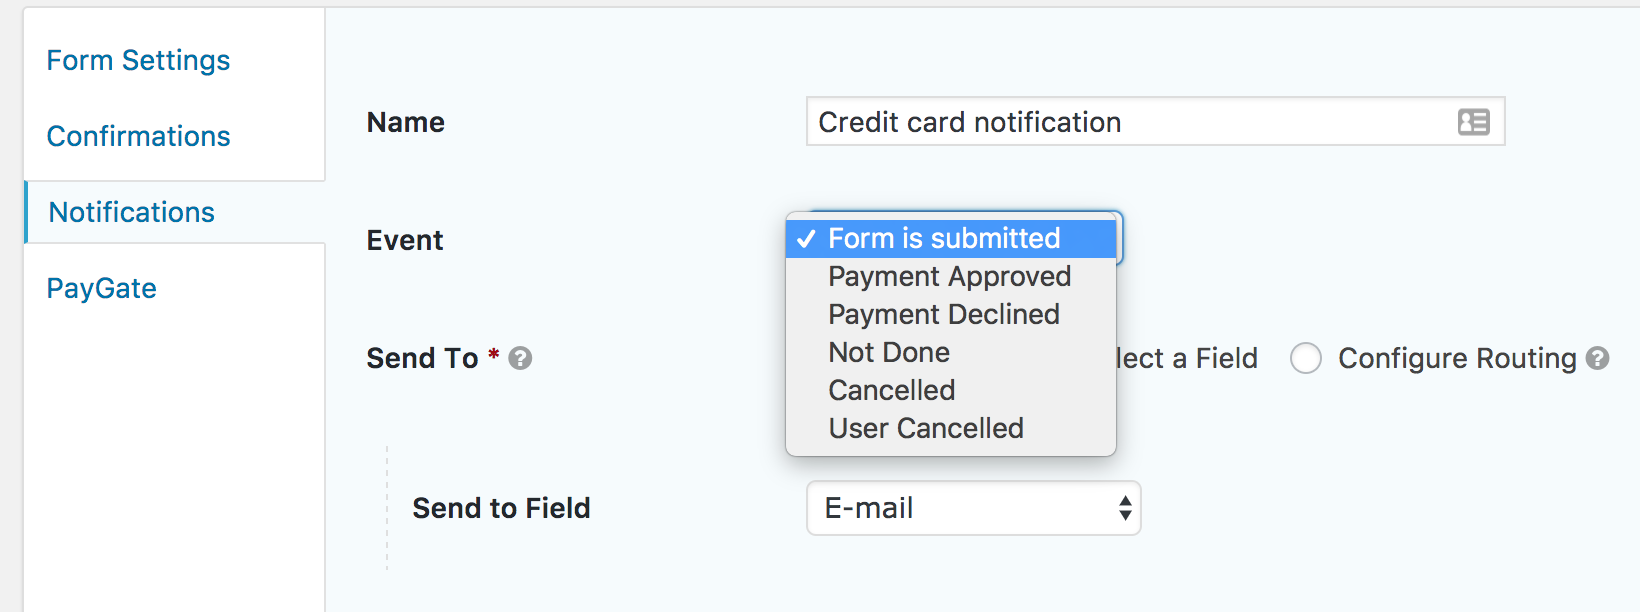 Form Settings
Confirmations
Notifications
PayGate
Name
Credit card notification
Event
✓ Form is submitted
Payment Approved
Payment Declined
Not Done
Cancelled
User Cancelled
Send To * ?
lect a Field
Configure Routing ?
Send to Field
E-mail